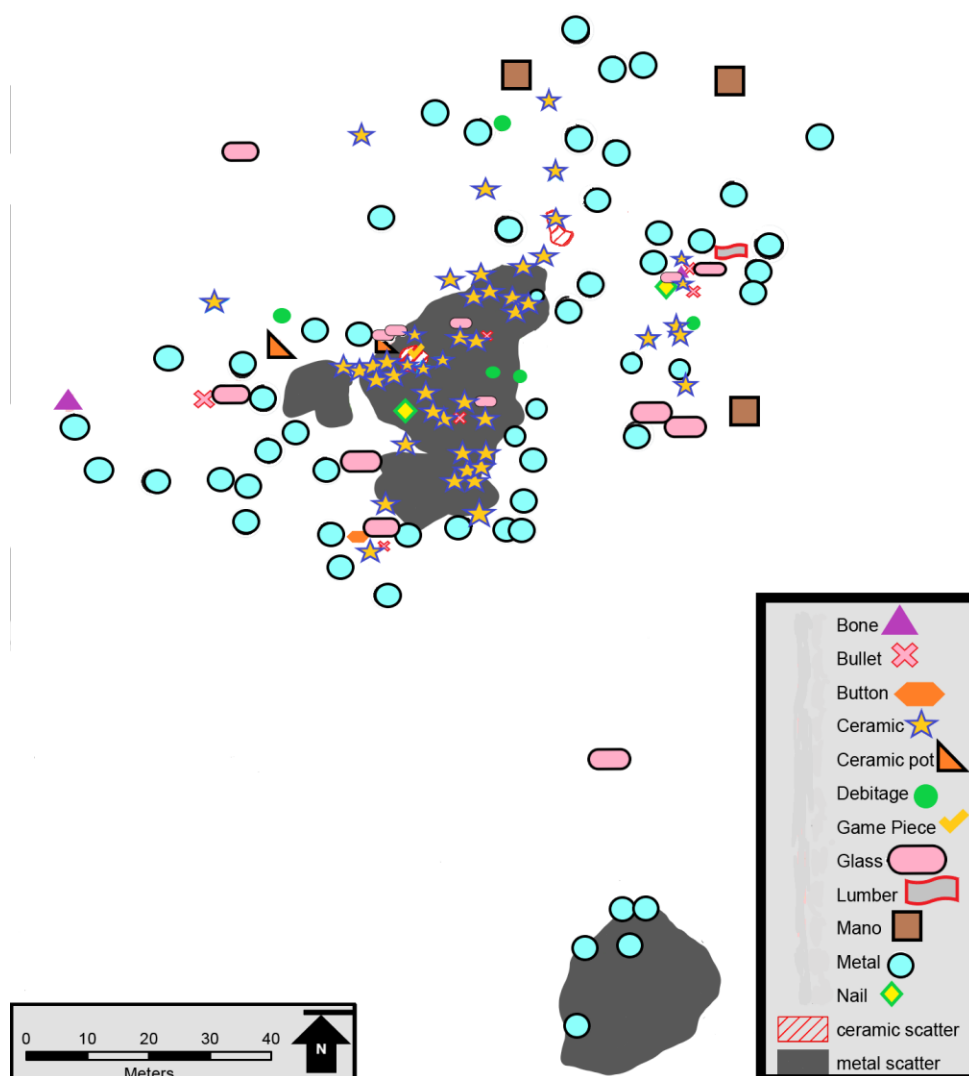 Bone
Bullet
Button
Ceramic
Ceramic pot
Debitage
Game Piece
Glass
Lumber
Mano
Metal
Nail
ceramic scatter
metal scatter
0 10 20 30 40
N
Meters